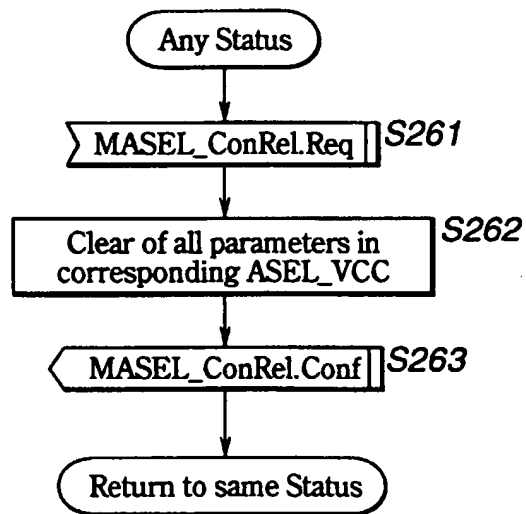 Any Status
MASEL_ConRel.Req
S261
Clear of all parameters in
corresponding ASEL_VCC
S262
MASEL_ConRel.Conf
S263
Return to same Status